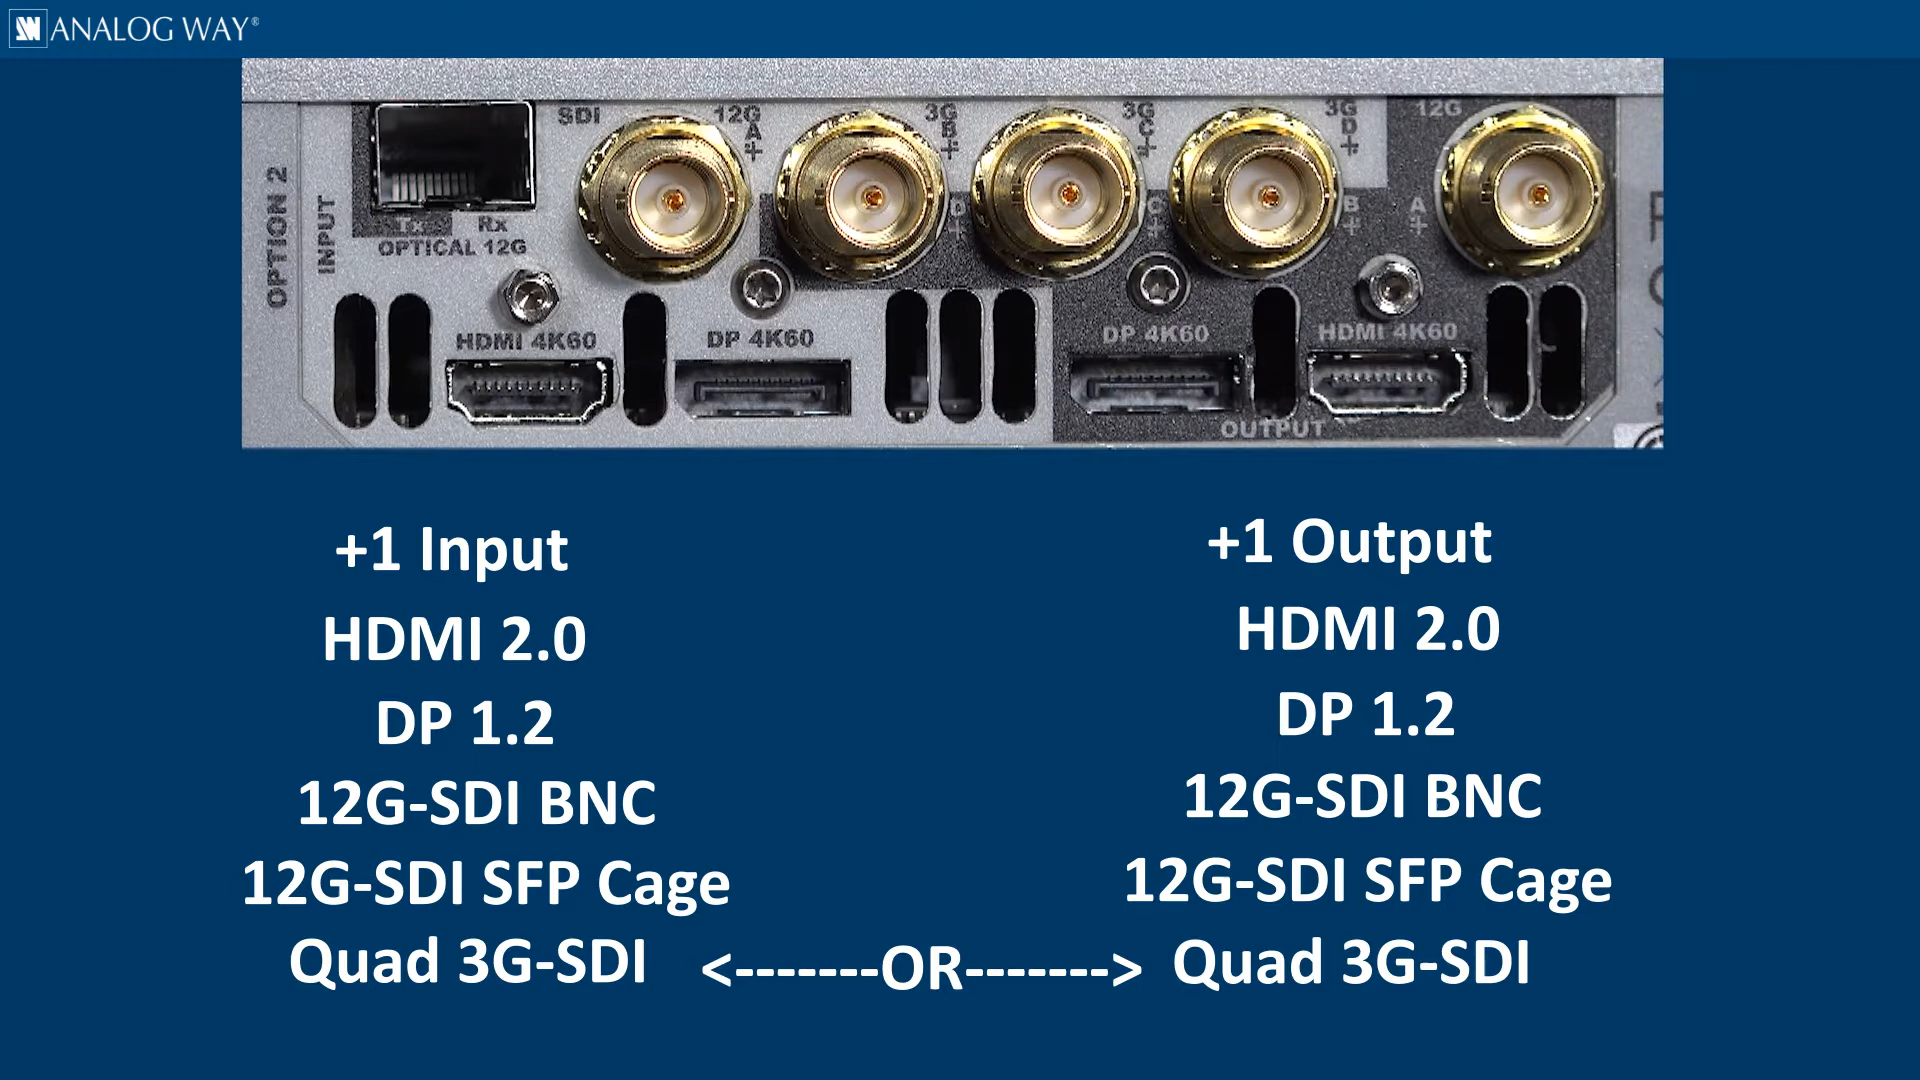 ANALOG WAY®
SDI 12G 3G 3G 3G 12G
A+ B+ C+ D+
D+ C+ B+ A+
OPTION 2
INPUT
Tx Rx
OPTICAL 12G
HDMI 4K60 DP 4K60 DP 4K60 HDMI 4K60
OUTPUT
+1 Input
HDMI 2.0
DP 1.2
12G-SDI BNC
12G-SDI SFP Cage
Quad 3G-SDI
<-------OR------->
+1 Output
HDMI 2.0
DP 1.2
12G-SDI BNC
12G-SDI SFP Cage
Quad 3G-SDI